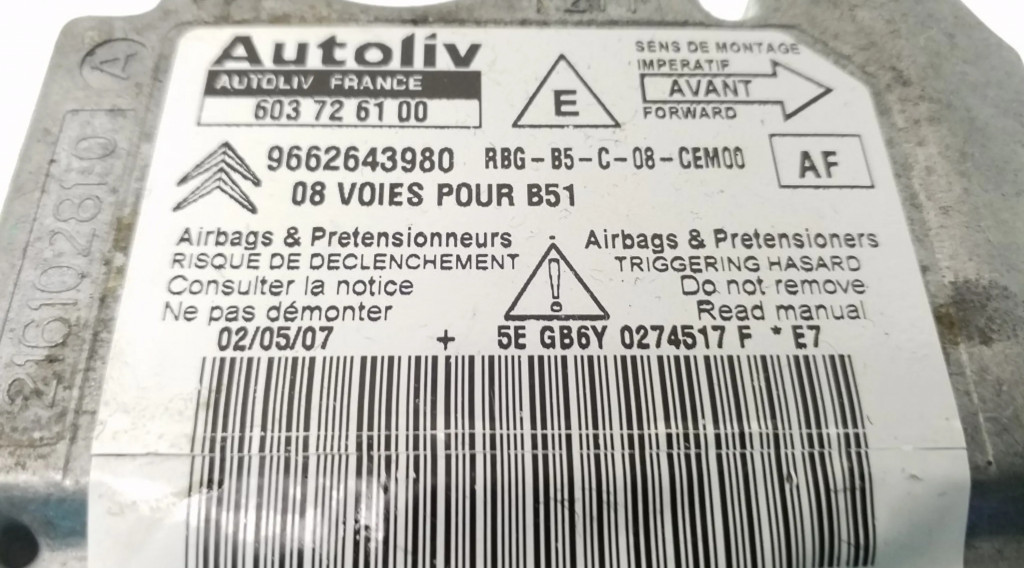 Autoliv
AUTOLIV FRANCE
603 72 61 00
E
SENS DE MONTAGE
IMPERATIF
AVANT
FORWARD
9662643980 RBG-B5-C-08-CEM00
AF
08 VOIES POUR B51
Airbags & Pretensionneurs
RISQUE DE DECLENCHEMENT
Consulter la notice
Ne pas démonter
!
Airbags & Pretensioners
TRIGGERING HASARD
Do not remove
Read manual
02/05/07 + 5E GB6Y 0274517 F * E7
216102810 A